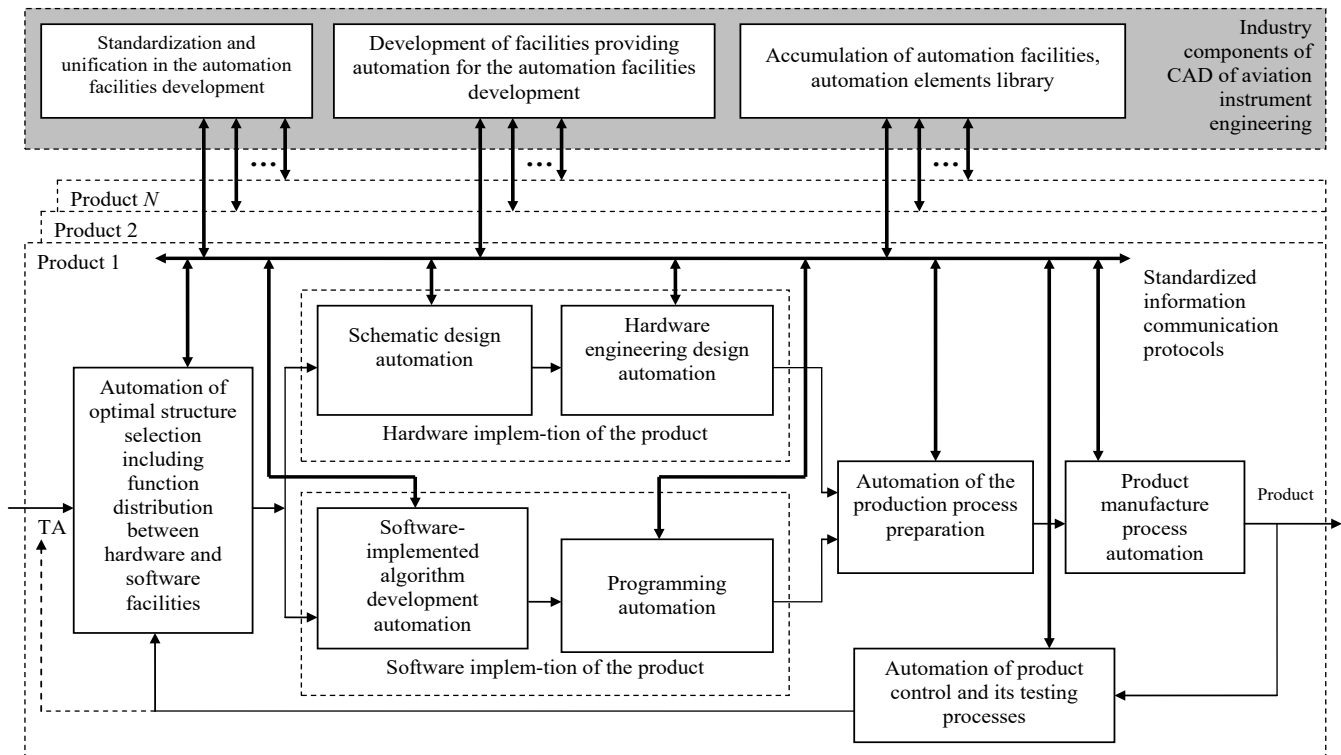 Standardization and
unification in the automation
facilities development
Development of facilities providing
automation for the automation facilities
development
Accumulation of automation facilities,
automation elements library
Industry
components of
CAD of aviation
instrument
engineering
...
...
...
Product N
Product 2
Product 1
Standardized
information
communication
protocols
Schematic design
automation
Hardware
engineering design
automation
Hardware implem-tion of the product
Automation of
optimal structure
selection
including
function
distribution
between
hardware and
software
facilities
TA
Software-
implemented
algorithm
development
automation
Programming
automation
Software implem-tion of the product
Automation of the
production process
preparation
Product
manufacture
process
automation
Product
Automation of product
control and its testing
processes